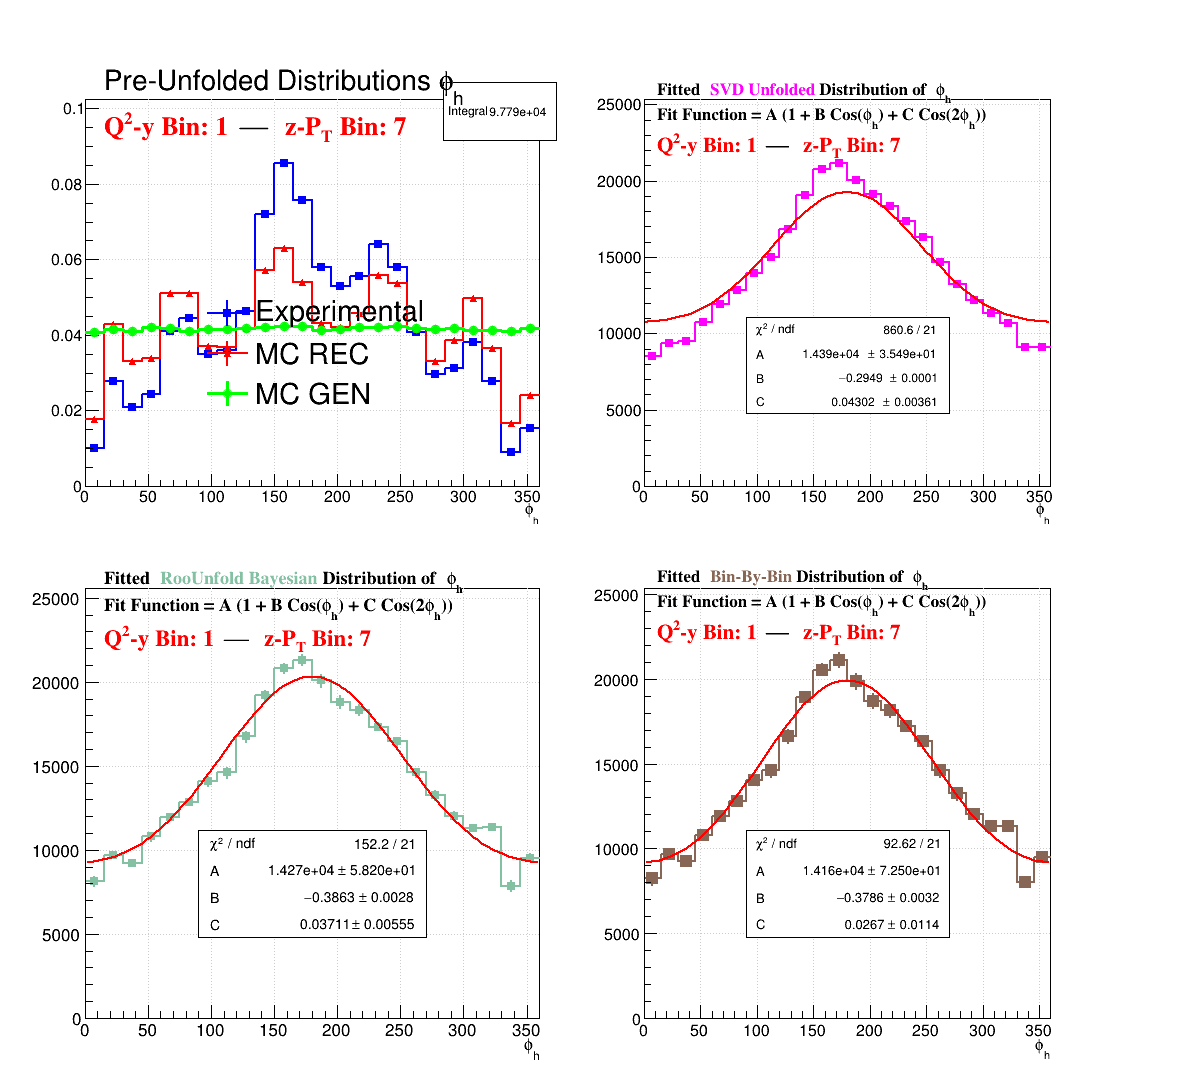 Pre-Unfolded Distributions ϕh
Integral 9.779e+04
Q²-y Bin: 1 — z-PT Bin: 7
0.1
0.08
0.06
0.04
0.02
0
Experimental
MC REC
MC GEN
0 50 100 150 200 250 300 350
ϕh
Fitted SVD Unfolded Distribution of ϕh
Fit Function = A (1 + B Cos(ϕh) + C Cos(2ϕh))
Q²-y Bin: 1 — z-PT Bin: 7
25000
20000
15000
10000
5000
0
χ² / ndf 860.6 / 21
A 1.439e+04 ± 3.549e+01
B −0.2949 ± 0.0001
C 0.04302 ± 0.00361
0 50 100 150 200 250 300 350
ϕh
Fitted RooUnfold Bayesian Distribution of ϕh
Fit Function = A (1 + B Cos(ϕh) + C Cos(2ϕh))
Q²-y Bin: 1 — z-PT Bin: 7
25000
20000
15000
10000
5000
0
χ² / ndf 152.2 / 21
A 1.427e+04 ± 5.820e+01
B −0.3863 ± 0.0028
C 0.03711 ± 0.00555
0 50 100 150 200 250 300 350
ϕh
Fitted Bin-By-Bin Distribution of ϕh
Fit Function = A (1 + B Cos(ϕh) + C Cos(2ϕh))
Q²-y Bin: 1 — z-PT Bin: 7
25000
20000
15000
10000
5000
0
χ² / ndf 92.62 / 21
A 1.416e+04 ± 7.250e+01
B −0.3786 ± 0.0032
C 0.0267 ± 0.0114
0 50 100 150 200 250 300 350
ϕh